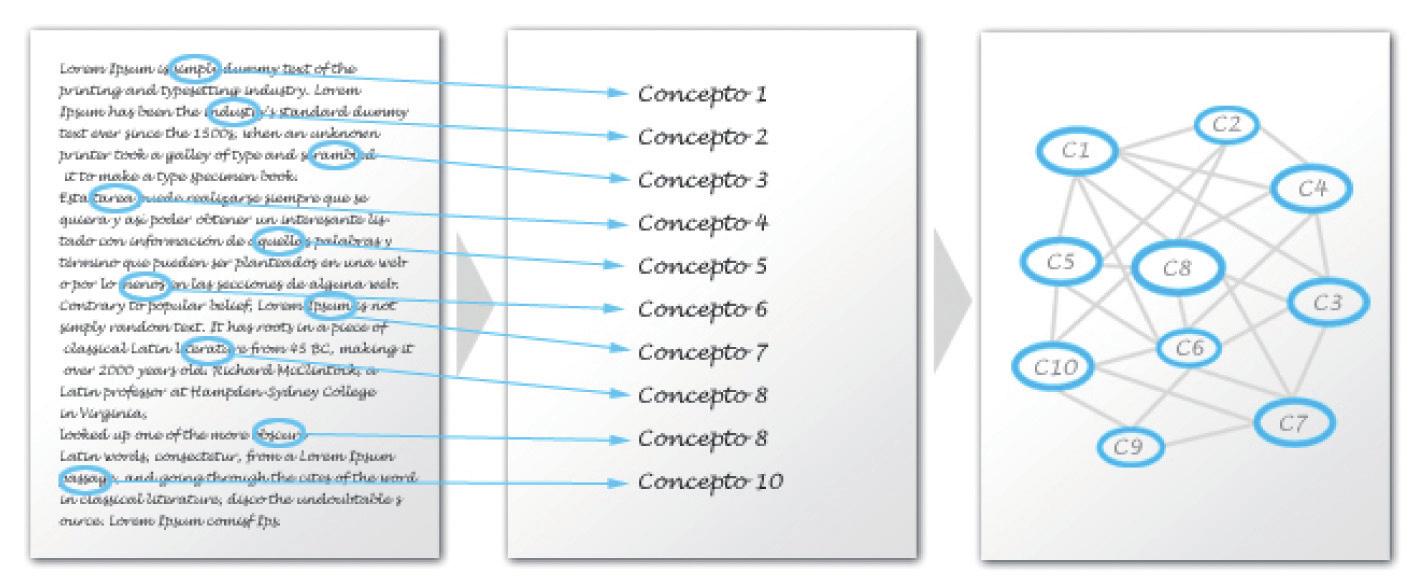 Lorem Ipsum is simply dummy text of the
printing and typesetting industry. Lorem
Ipsum has been the industry's standard dummy
text ever since the 1500s, when an unknown
printer took a galley of type and scrambled
it to make a type specimen book.
Esta tarea puede realizarse siempre que se
quiera y asi poder obtener un interesante lis-
tado con información de aquellos palabras y
término que pueden ser planteados en una web
o por lo menos en las secciones de alguna web.
Contrary to popular belief, Lorem Ipsum is not
simply random text. It has roots in a piece of
classical Latin literature from 45 BC, making it
over 2000 years old. Richard McClintock, a
Latin professor at Hampden-Sydney College
in Virginia,
looked up one of the more obscure
Latin words, consectetur, from a Lorem Ipsum
passage, and going through the cites of the word
in classical literature, disco the undoubtable s
ource. Lorem Ipsum Ips.
Concepto 1
Concepto 2
Concepto 3
Concepto 4
Concepto 5
Concepto 6
Concepto 7
Concepto 8
Concepto 8
Concepto 10
C2
C1
C4
C5
C8
C3
C6
C10
C7
C9